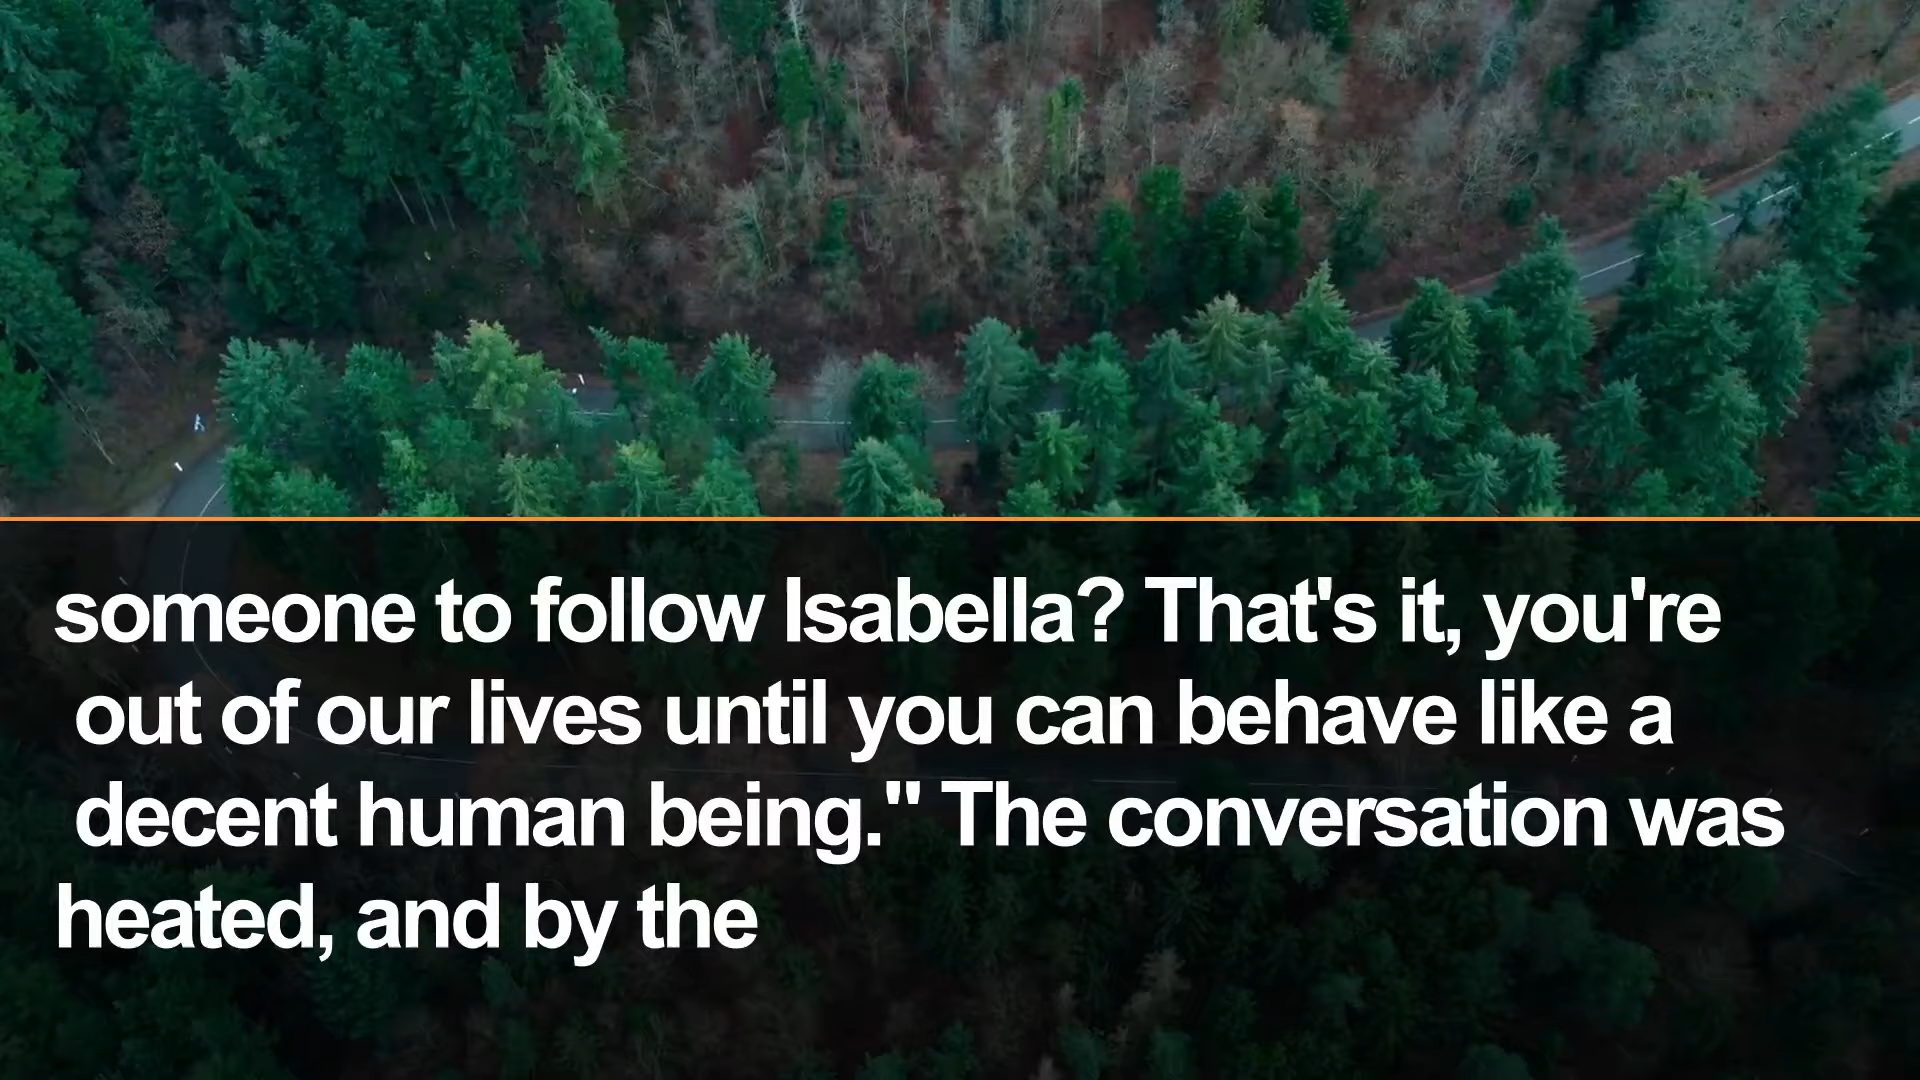 someone to follow Isabella? That's it, you're
out of our lives until you can behave like a
decent human being." The conversation was
heated, and by the